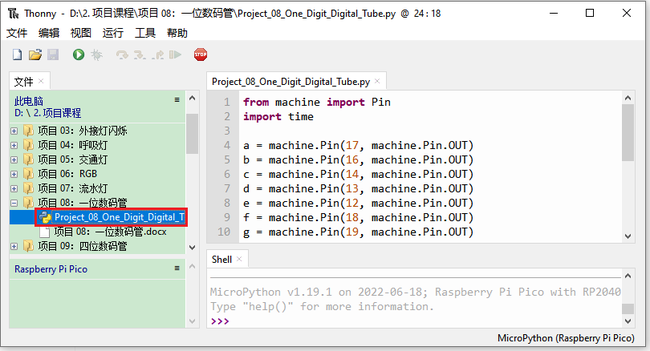 Thonny - D:\2. 项目课程\项目 08：一位数码管\Project_08_One_Digit_Digital_Tube.py @ 24 : 18
文件 编辑 视图 运行 工具 帮助
STOP
文件
此电脑
D: \ 2. 项目课程
项目 03：外接灯闪烁
项目 04：呼吸灯
项目 05：交通灯
项目 06：RGB
项目 07：流水灯
项目 08：一位数码管
Project_08_One_Digit_Digital_T
项目 08：一位数码管.docx
项目 09：四位数码管
Raspberry Pi Pico
Project_08_One_Digit_Digital_Tube.py
1 from machine import Pin
2 import time
3
4 a = machine.Pin(17, machine.Pin.OUT)
5 b = machine.Pin(16, machine.Pin.OUT)
6 c = machine.Pin(14, machine.Pin.OUT)
7 d = machine.Pin(13, machine.Pin.OUT)
8 e = machine.Pin(12, machine.Pin.OUT)
9 f = machine.Pin(18, machine.Pin.OUT)
10 g = machine.Pin(19, machine.Pin.OUT)
Shell
MicroPython v1.19.1 on 2022-06-18; Raspberry Pi Pico with RP2040
Type "help()" for more information.
>>>
MicroPython (Raspberry Pi Pico)